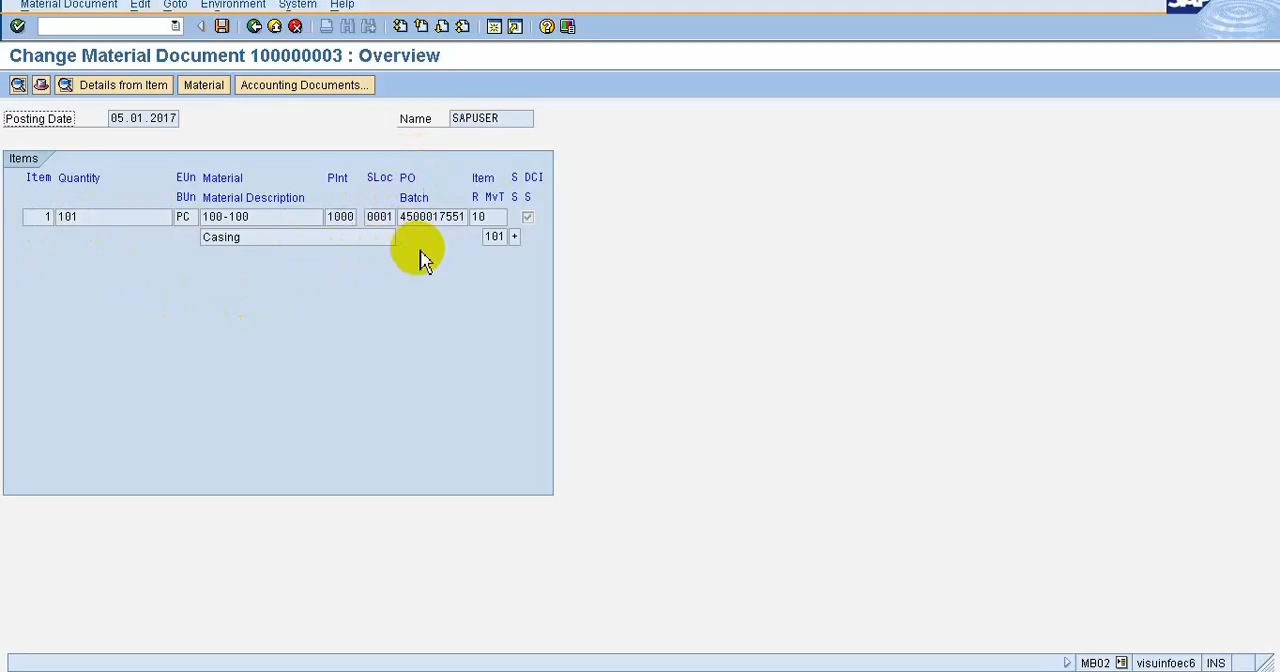 Material Document Edit Goto Environment System Help
SAP
Change Material Document 100000003 : Overview
Details from Item Material Accounting Documents...
Posting Date 05.01.2017 Name SAPUSER
Items
Item Quantity EUn Material Plnt SLoc PO Item S DCI
BUn Material Description Batch R MvT S S
1 101 PC 100-100 1000 0001 4500017551 10
Casing 101 +
MB02 visuinfoec6 INS